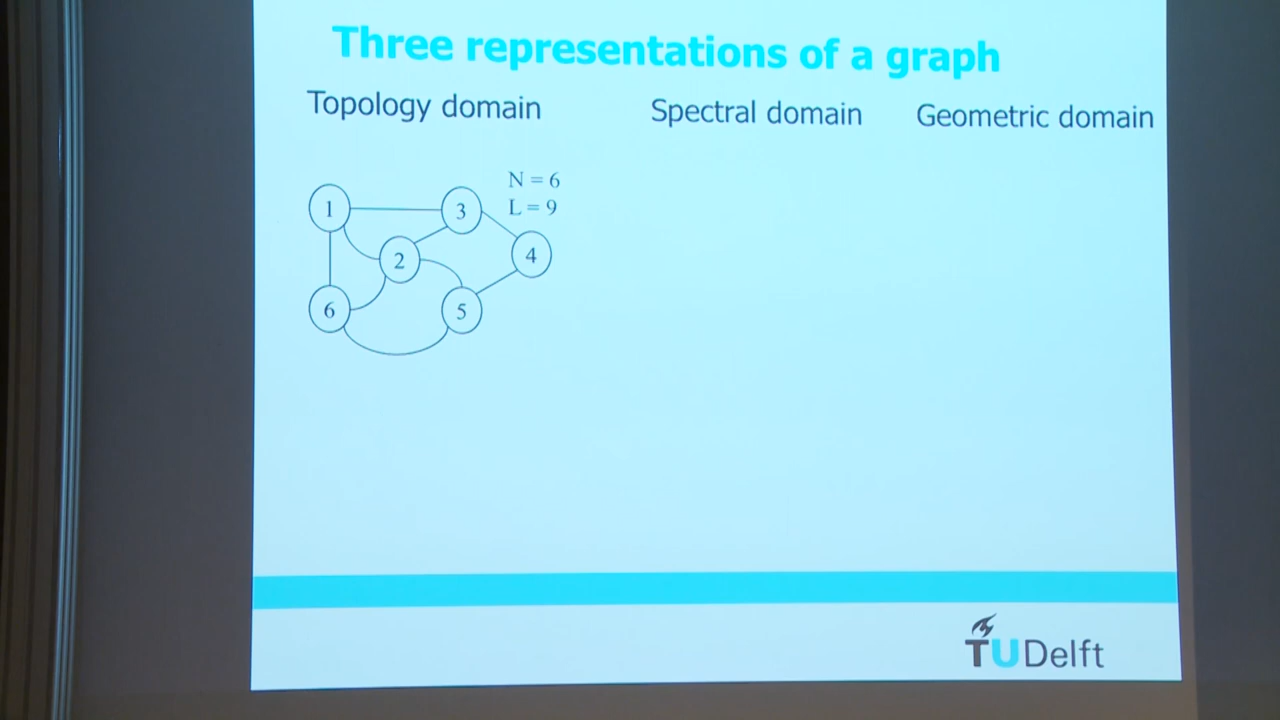 Three representations of a graph
Topology domain
Spectral domain
Geometric domain
N = 6
L = 9
1
3
2
4
6
5
TUDelft